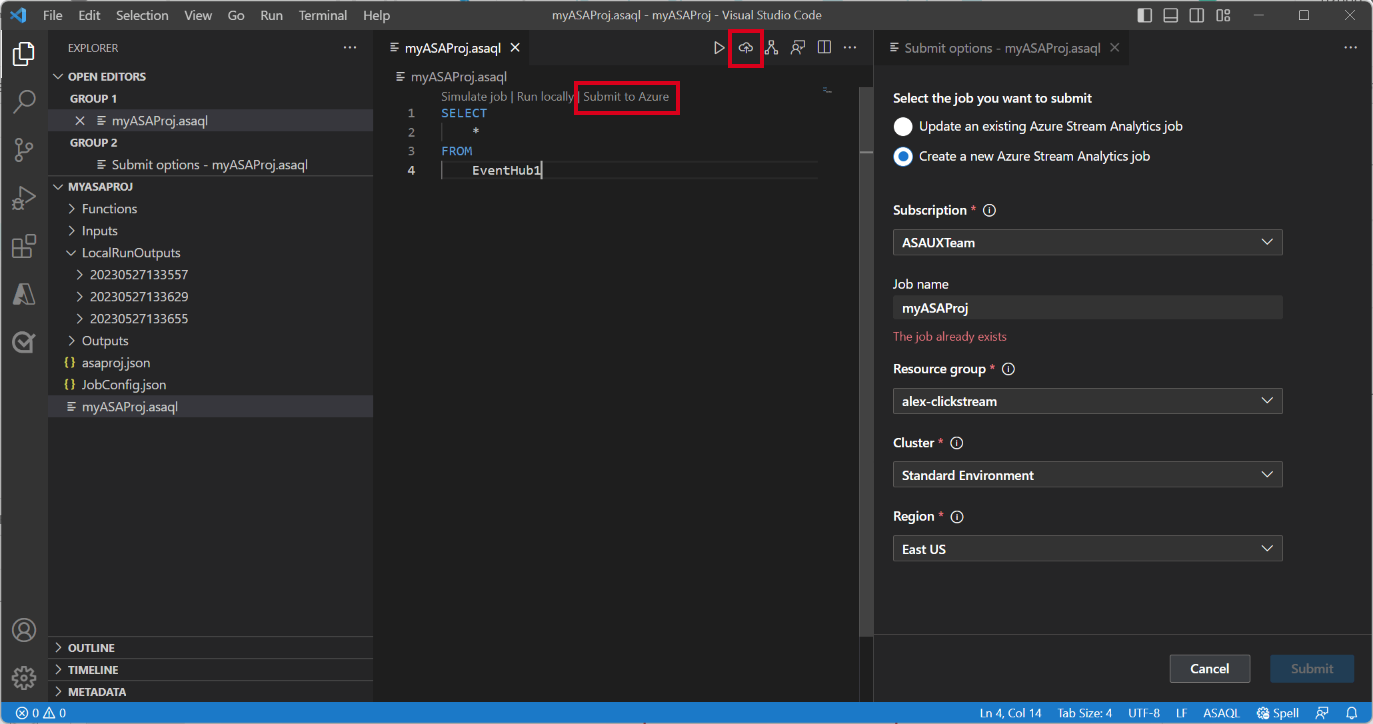 File Edit Selection View Go Run Terminal Help
myASAProj.asaql - myASAProj - Visual Studio Code
EXPLORER
OPEN EDITORS
GROUP 1
myASAProj.asaql
GROUP 2
Submit options - myASAProj.asaql
MYASAPROJ
Functions
Inputs
LocalRunOutputs
20230527133557
20230527133629
20230527133655
Outputs
{} asaproj.json
{} JobConfig.json
myASAProj.asaql
OUTLINE
TIMELINE
METADATA
myASAProj.asaql
myASAProj.asaql
Simulate job | Run locally | Submit to Azure
1 SELECT
2 *
3 FROM
4 EventHub1
Submit options - myASAProj.asaql
Select the job you want to submit
Update an existing Azure Stream Analytics job
Create a new Azure Stream Analytics job
Subscription *
ASAUXTeam
Job name
myASAProj
The job already exists
Resource group *
alex-clickstream
Cluster *
Standard Environment
Region *
East US
Cancel Submit
0 0 Ln 4, Col 14 Tab Size: 4 UTF-8 LF ASAQL Spell